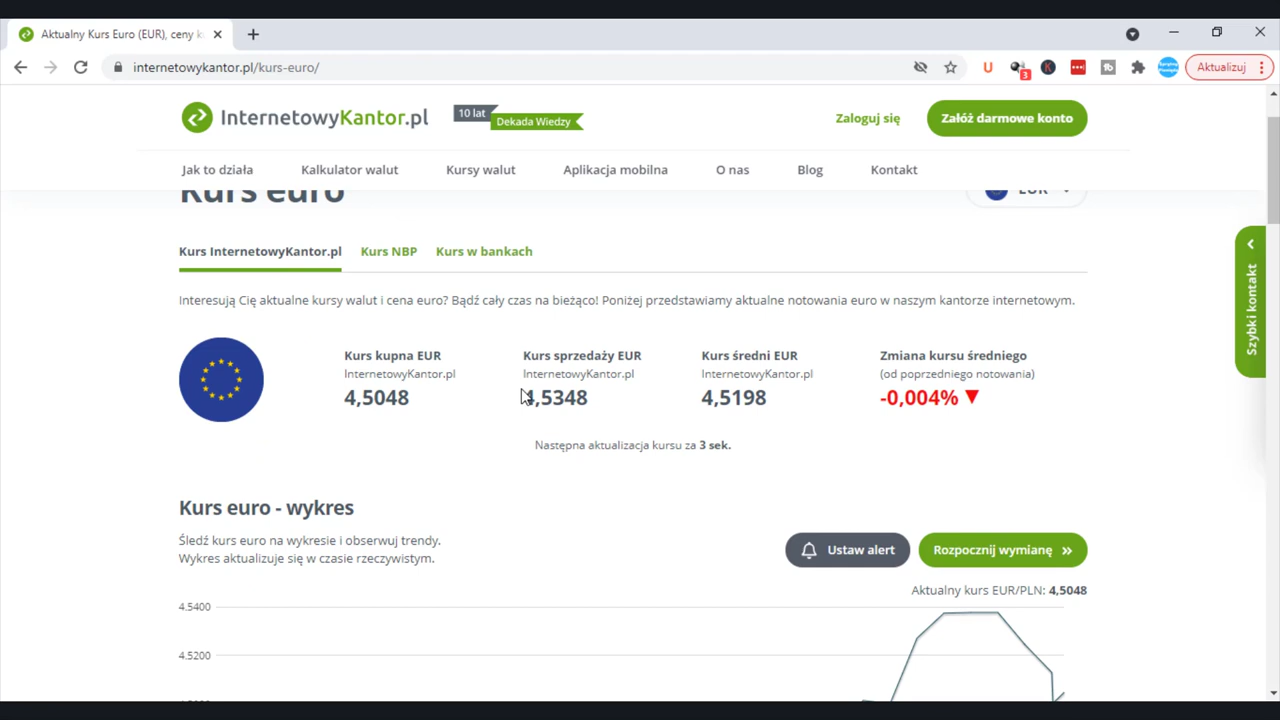 Aktualny Kurs Euro (EUR), ceny k
internetowykantor.pl/kurs-euro/
U
3
K
Aktualizuj
InternetowyKantor.pl
10 lat
Dekada Wiedzy
Zaloguj się
Załóż darmowe konto
Jak to działa
Kalkulator walut
Kursy walut
Aplikacja mobilna
O nas
Blog
Kontakt
Kurs euro
EUR
Kurs InternetowyKantor.pl
Kurs NBP
Kurs w bankach
Szybki kontakt
Interesują Cię aktualne kursy walut i cena euro? Bądź cały czas na bieżąco! Poniżej przedstawiamy aktualne notowania euro w naszym kantorze internetowym.
Kurs kupna EUR
InternetowyKantor.pl
4,5048
Kurs sprzedaży EUR
InternetowyKantor.pl
4,5348
Kurs średni EUR
InternetowyKantor.pl
4,5198
Zmiana kursu średniego
(od poprzedniego notowania)
-0,004%
Następna aktualizacja kursu za 3 sek.
Kurs euro - wykres
Śledź kurs euro na wykresie i obserwuj trendy.
Wykres aktualizuje się w czasie rzeczywistym.
Ustaw alert
Rozpocznij wymianę
Aktualny kurs EUR/PLN: 4,5048
4.5400
4.5200